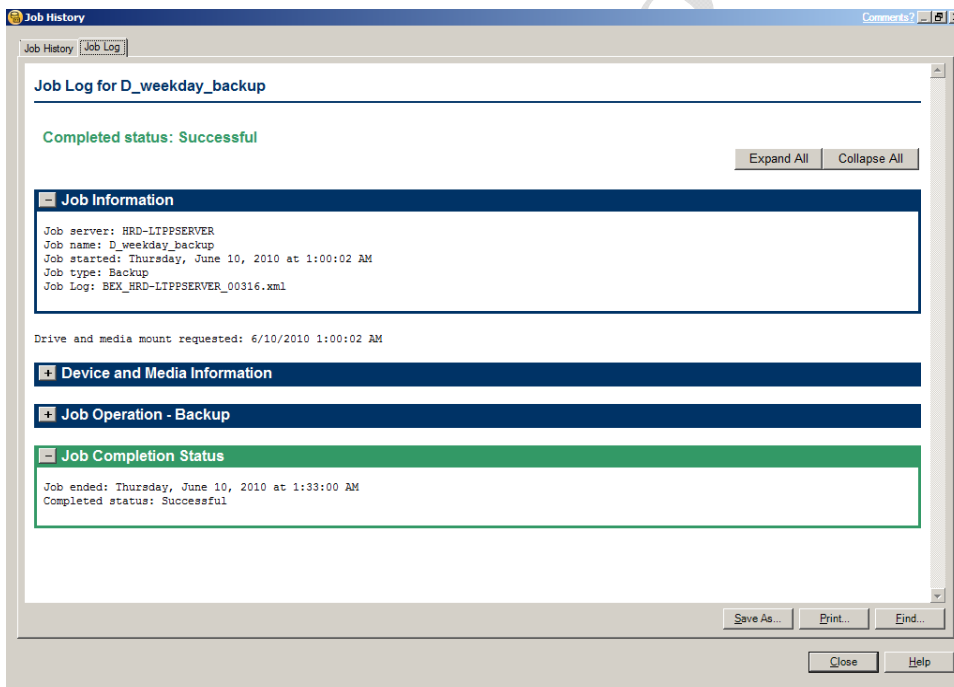 Job History
Comments?
Job History Job Log
Job Log for D_weekday_backup
Completed status: Successful
Expand All Collapse All
Job Information
Job server: HRD-LTPPSERVER
Job name: D_weekday_backup
Job started: Thursday, June 10, 2010 at 1:00:02 AM
Job type: Backup
Job Log: BEX_HRD-LTPPSERVER_00316.xml
Drive and media mount requested: 6/10/2010 1:00:02 AM
Device and Media Information
Job Operation - Backup
Job Completion Status
Job ended: Thursday, June 10, 2010 at 1:33:00 AM
Completed status: Successful
Save As... Print... Find...
Close Help